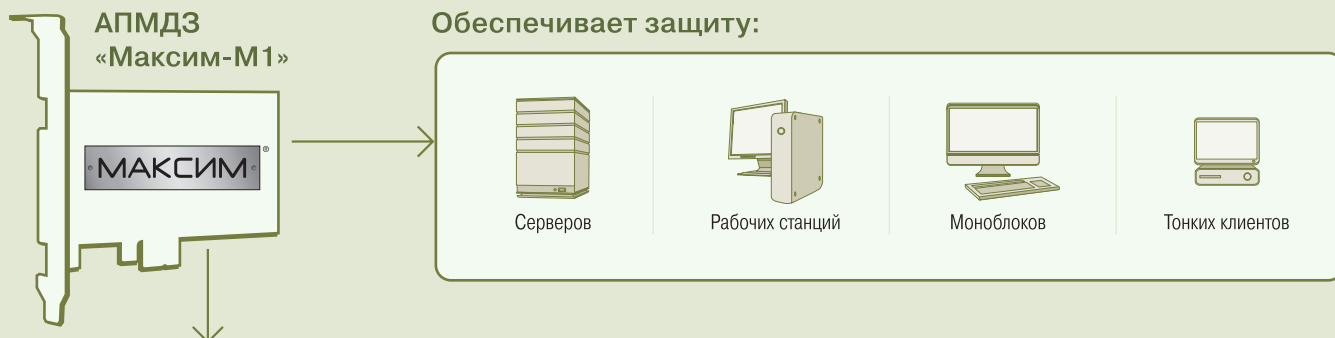 АПМДЗ
«Максим-М1»
Обеспечивает защиту:
МАКСИМ®
Серверов
Рабочих станций
Моноблоков
Тонких клиентов